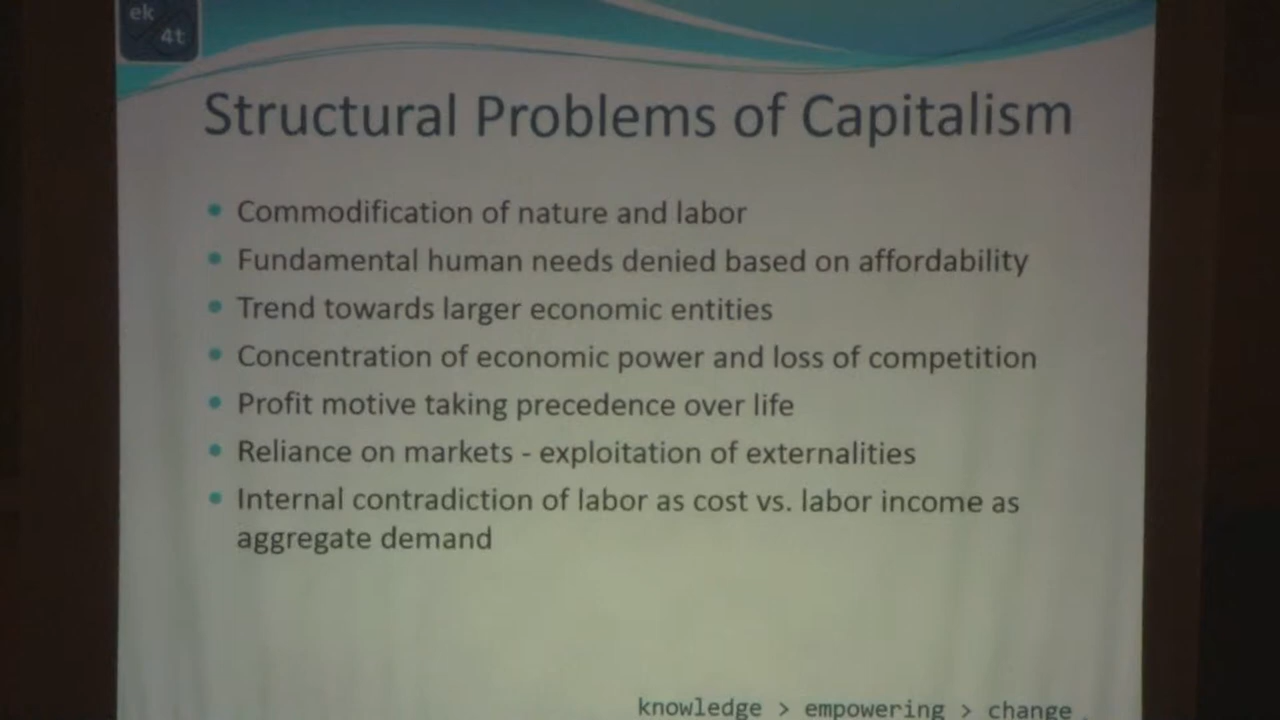 ek
4t
Structural Problems of Capitalism
Commodification of nature and labor
Fundamental human needs denied based on affordability
Trend towards larger economic entities
Concentration of economic power and loss of competition
Profit motive taking precedence over life
Reliance on markets - exploitation of externalities
Internal contradiction of labor as cost vs. labor income as
aggregate demand
knowledge > empowering > change